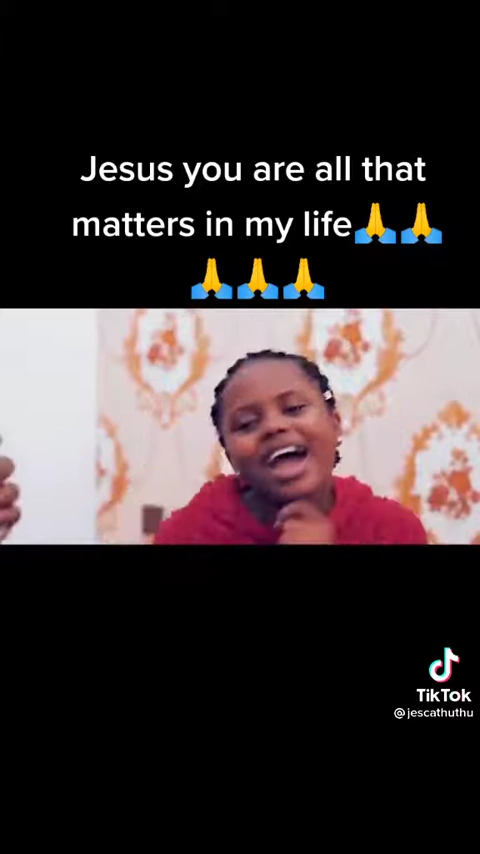 Jesus you are all that
matters in my life🙏🙏
🙏🙏🙏
TikTok
@jescathuthu